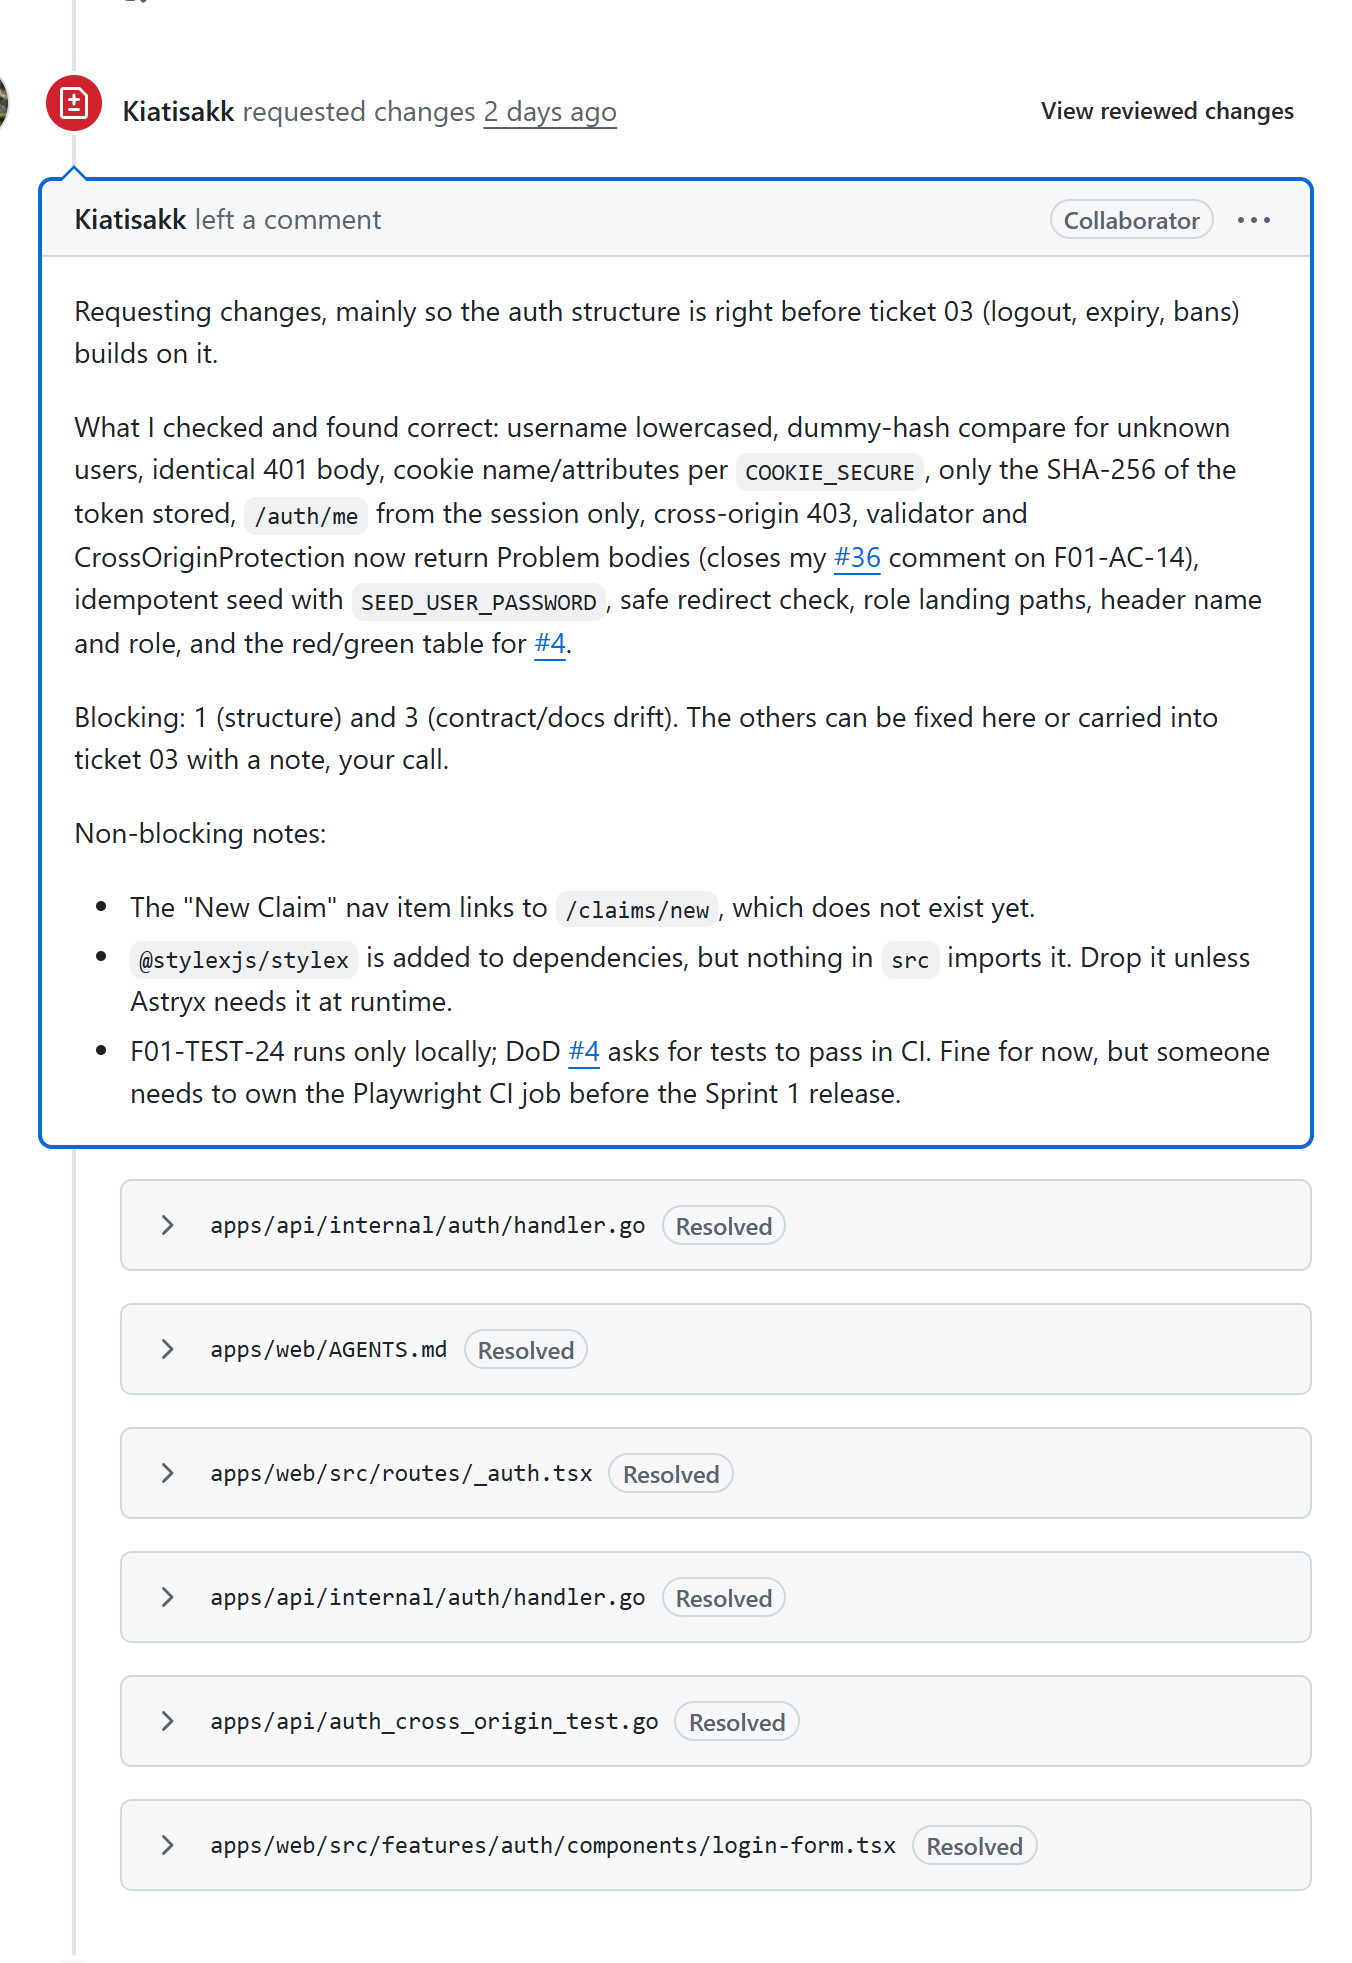 Kiatisakk requested changes 2 days ago
View reviewed changes
Kiatisakk left a comment
Collaborator
Requesting changes, mainly so the auth structure is right before ticket 03 (logout, expiry, bans)
builds on it.
What I checked and found correct: username lowercased, dummy-hash compare for unknown
users, identical 401 body, cookie name/attributes per COOKIE_SECURE, only the SHA-256 of the
token stored, /auth/me from the session only, cross-origin 403, validator and
CrossOriginProtection now return Problem bodies (closes my #36 comment on F01-AC-14),
idempotent seed with SEED_USER_PASSWORD, safe redirect check, role landing paths, header name
and role, and the red/green table for #4.
Blocking: 1 (structure) and 3 (contract/docs drift). The others can be fixed here or carried into
ticket 03 with a note, your call.
Non-blocking notes:
• The "New Claim" nav item links to /claims/new, which does not exist yet.
• @stylexjs/stylex is added to dependencies, but nothing in src imports it. Drop it unless
Astryx needs it at runtime.
• F01-TEST-24 runs only locally; DoD #4 asks for tests to pass in CI. Fine for now, but someone
needs to own the Playwright CI job before the Sprint 1 release.
apps/api/internal/auth/handler.go Resolved
apps/web/AGENTS.md Resolved
apps/web/src/routes/_auth.tsx Resolved
apps/api/internal/auth/handler.go Resolved
apps/api/auth_cross_origin_test.go Resolved
apps/web/src/features/auth/components/login-form.tsx Resolved